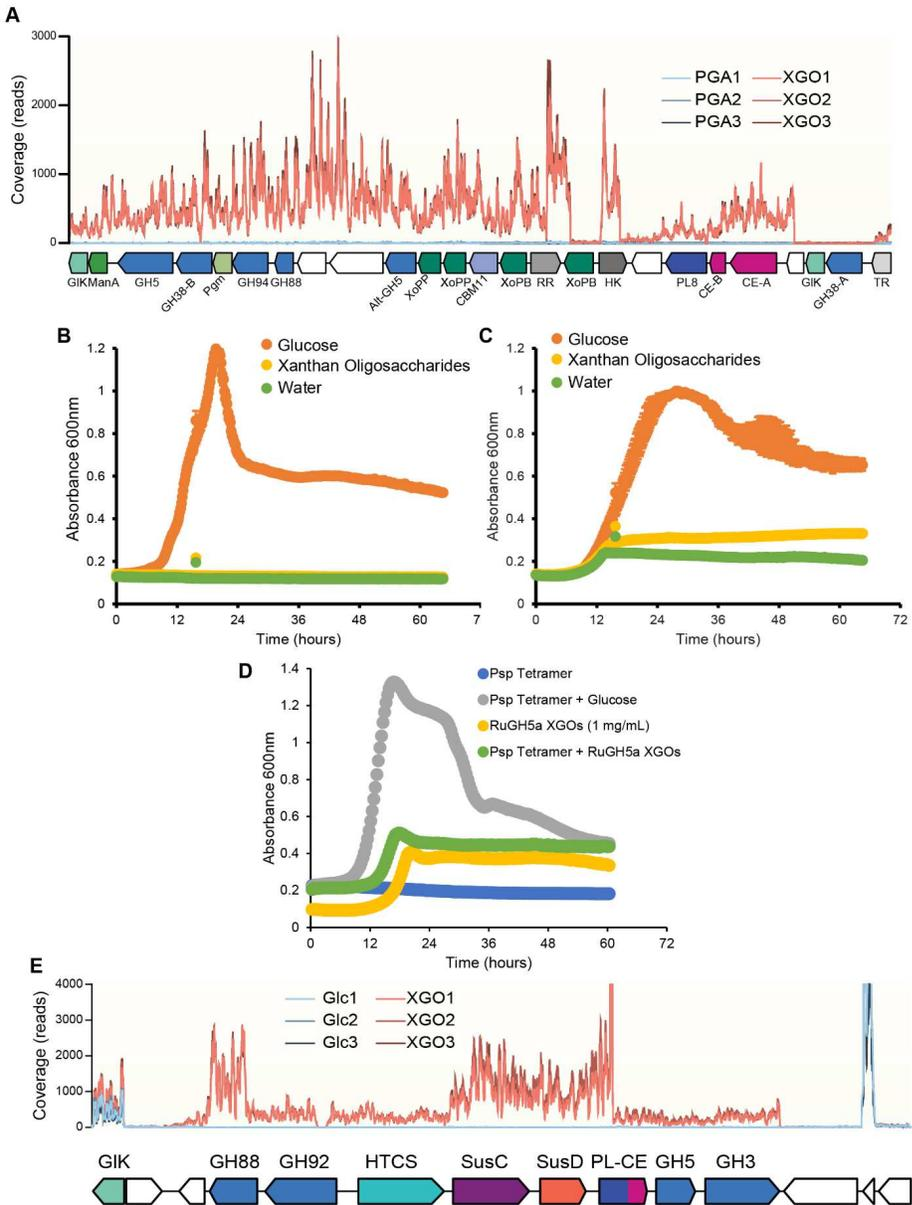 A
Coverage (reads)
3000
2000
1000
0
PGA1 XGO1
PGA2 XGO2
PGA3 XGO3
GlK ManA GH5 GH38-B Pgm GH94 GH88 Alt-GH5 XoPP XoPP CBM11 XoPB RR XoPB HK PL8 CE-B CE-A GlK GH38-A TR
B
Absorbance 600nm
1.2
1
0.8
0.6
0.4
0.2
0
Glucose
Xanthan Oligosaccharides
Water
0 12 24 36 48 60 7
Time (hours)
C
Absorbance 600nm
1.2
1
0.8
0.6
0.4
0.2
0
Glucose
Xanthan Oligosaccharides
Water
0 12 24 36 48 60 72
Time (hours)
D
Absorbance 600nm
1.4
1.2
1
0.8
0.6
0.4
0.2
0
Psp Tetramer
Psp Tetramer + Glucose
RuGH5a XGOs (1 mg/mL)
Psp Tetramer + RuGH5a XGOs
0 12 24 36 48 60 72
Time (hours)
E
Coverage (reads)
4000
3000
2000
1000
0
Glc1 XGO1
Glc2 XGO2
Glc3 XGO3
GlK GH88 GH92 HTCS SusC SusD PL-CE GH5 GH3